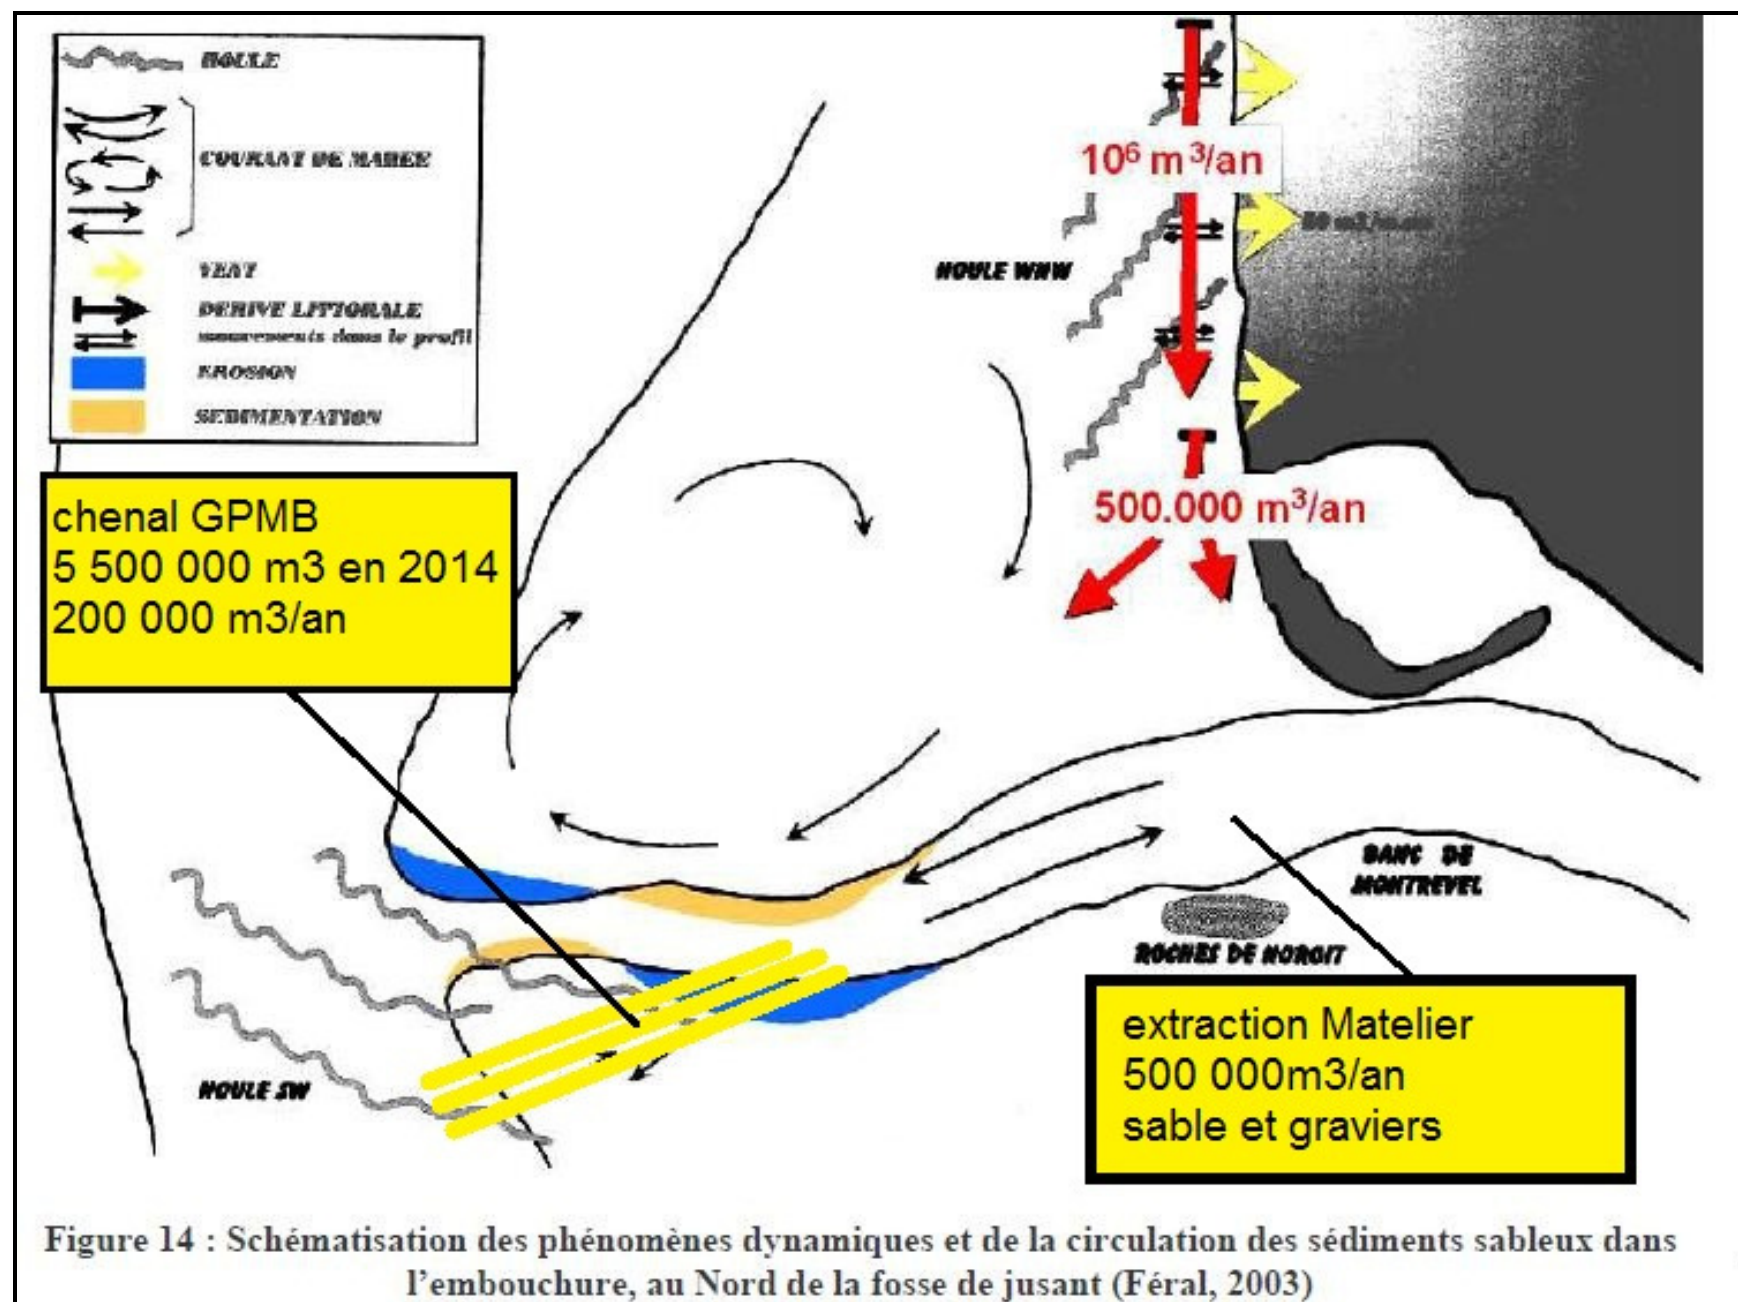 HOULE
COURANT DE MAREE
VENT
DERIVE LITTORALE
mouvements dans le profil
EROSION
SEDIMENTATION
10⁶ m³/an
HOULE WNW
500.000 m³/an
chenal GPMB
5 500 000 m3 en 2014
200 000 m3/an
BANC DE
MONTREVEL
ROCHES DE NOROIT
HOULE SW
extraction Matelier
500 000m3/an
sable et graviers
Figure 14 : Schématisation des phénomènes dynamiques et de la circulation des sédiments sableux dans
l’embouchure, au Nord de la fosse de jusant (Féral, 2003)